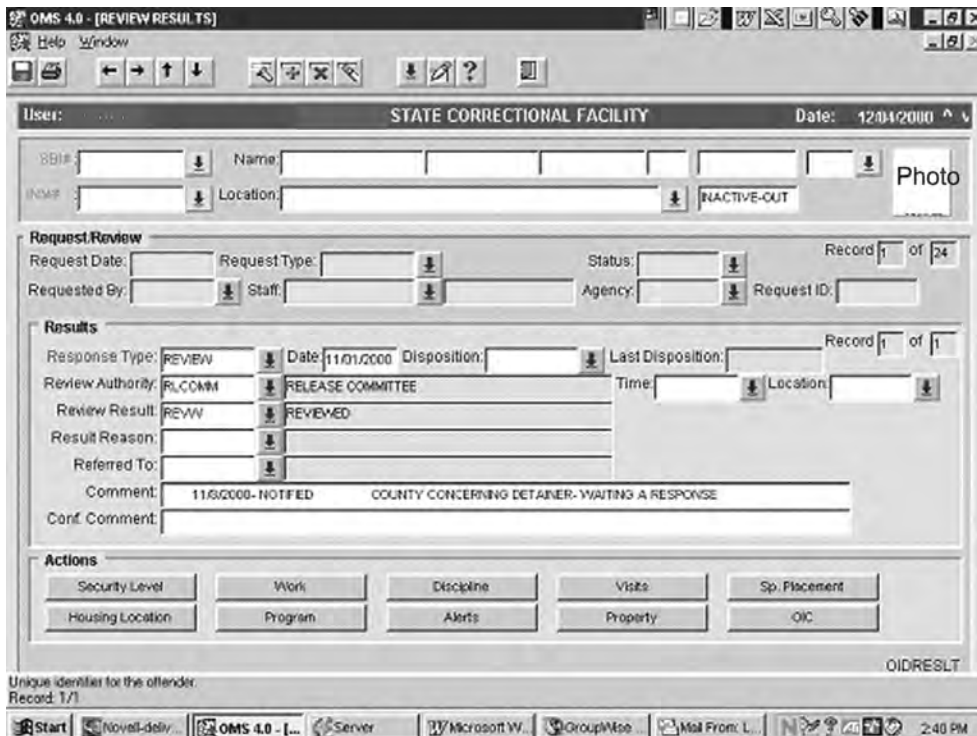 OMS 4.0 - [REVIEW RESULTS]
Help Window
User: STATE CORRECTIONAL FACILITY Date: 12/04/2000
SBI#: Name:
Photo
Location: INACTIVE-OUT
Request/Review
Request Date: Request Type: Status: Record 1 of 24
Requested By: Staff: Agency: Request ID:
Results
Response Type: REVIEW Date: 11/01/2000 Disposition: Last Disposition: Record 1 of 1
Review Authority: RLCOMM RELEASE COMMITTEE Time: Location:
Review Result: REVW REVIEWED
Result Reason:
Referred To:
Comment: 11/8/2000- NOTIFIED COUNTY CONCERNING DETAINER- WAITING A RESPONSE
Conf. Comment:
Actions
Security Level Work Discipline Visits Sp. Placement
Housing Location Program Alerts Property OIC
OIDRESLT
Unique identifier for the offender.
Record: 1/1
Start Novell-deliv... OMS 4.0 - [... Server Microsoft W... GroupWise ... Mail From: L... 2:40 PM